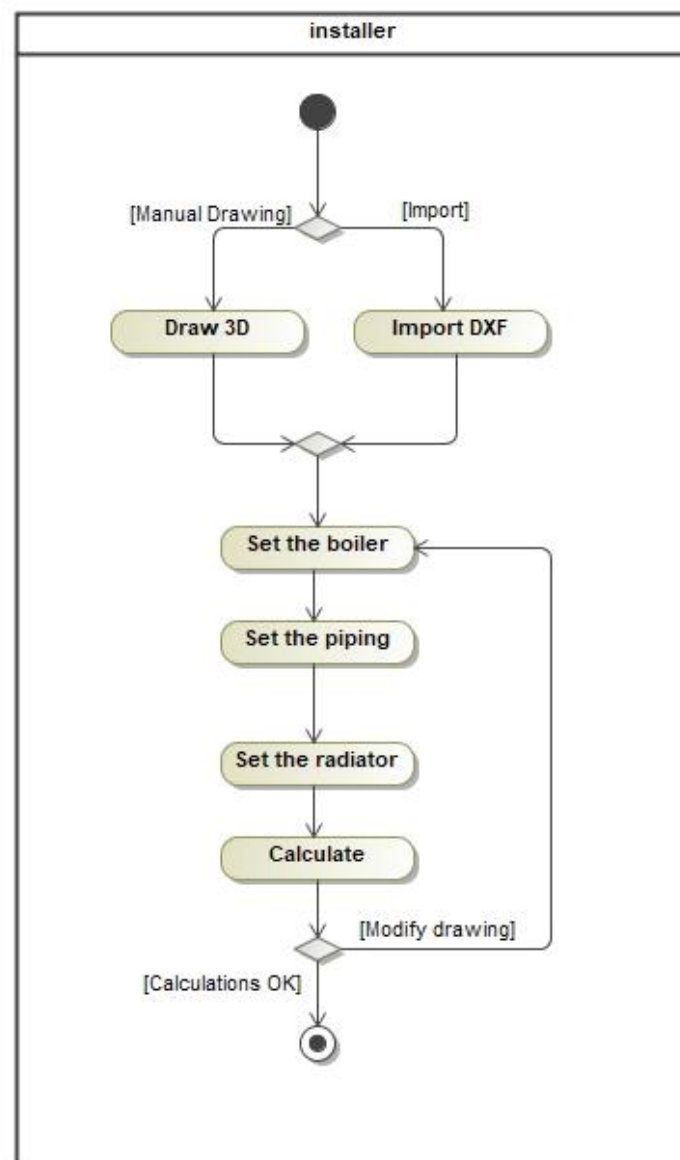 installer
[Manual Drawing]
[Import]
Draw 3D
Import DXF
Set the boiler
Set the piping
Set the radiator
Calculate
[Modify drawing]
[Calculations OK]